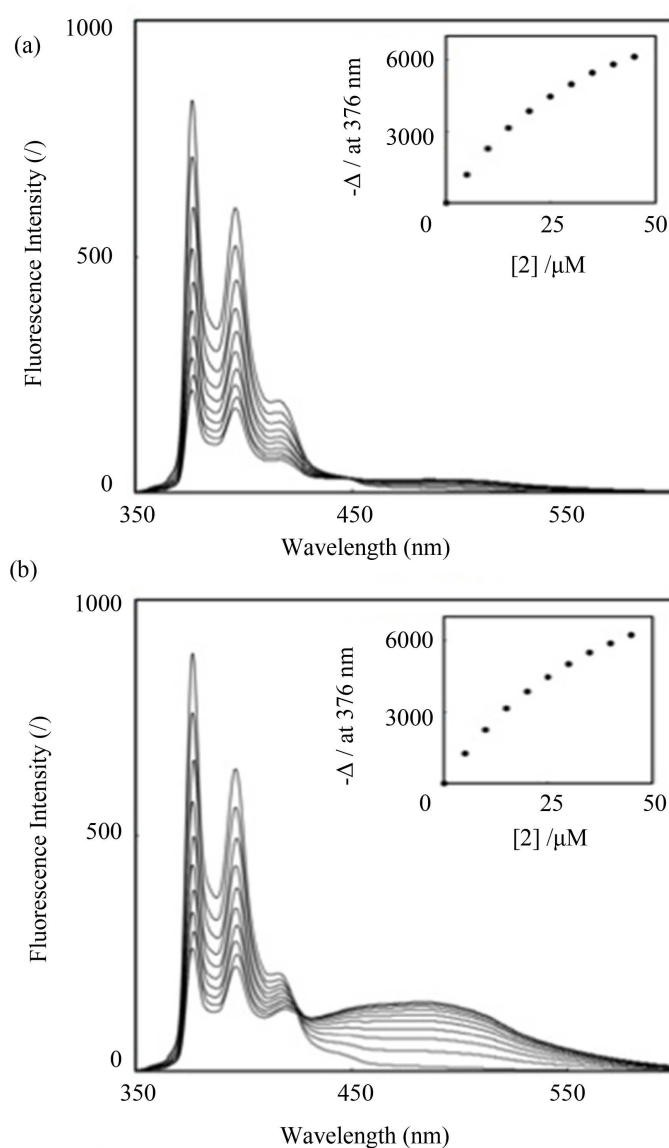 (a)
1000
500
0
Fluorescence Intensity (/)
350
450
550
Wavelength (nm)
6000
3000
0
25
50
-Δ / at 376 nm
[2] /μM
(b)
1000
500
0
Fluorescence Intensity (/)
350
450
550
Wavelength (nm)
6000
3000
0
25
50
-Δ / at 376 nm
[2] /μM